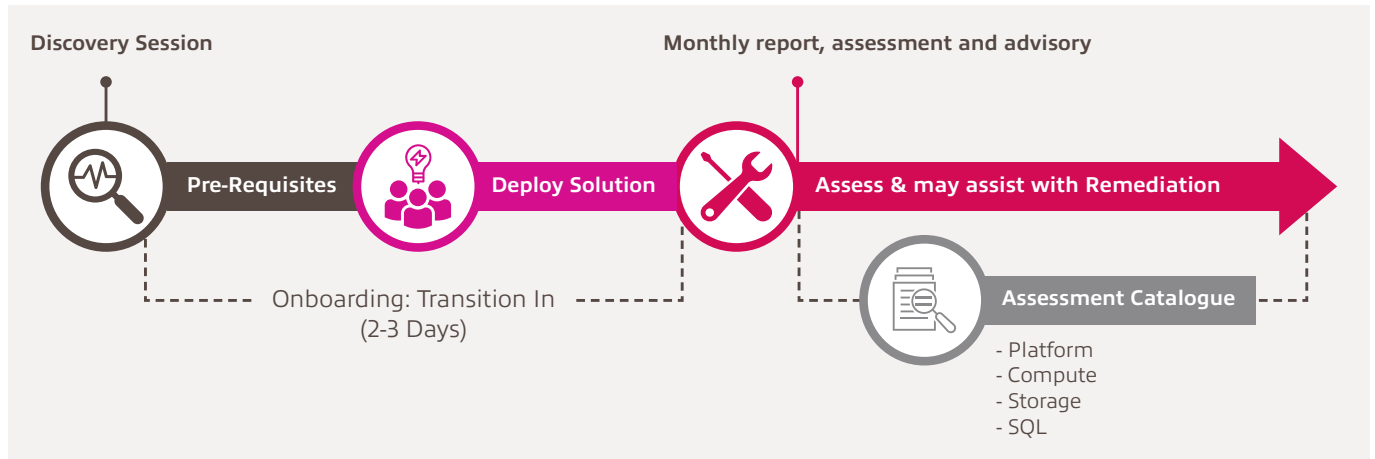 Discovery Session
Monthly report, assessment and advisory
Pre-Requisites
Deploy Solution
Assess & may assist with Remediation
Onboarding: Transition In
(2-3 Days)
Assessment Catalogue
- Platform
- Compute
- Storage
- SQL